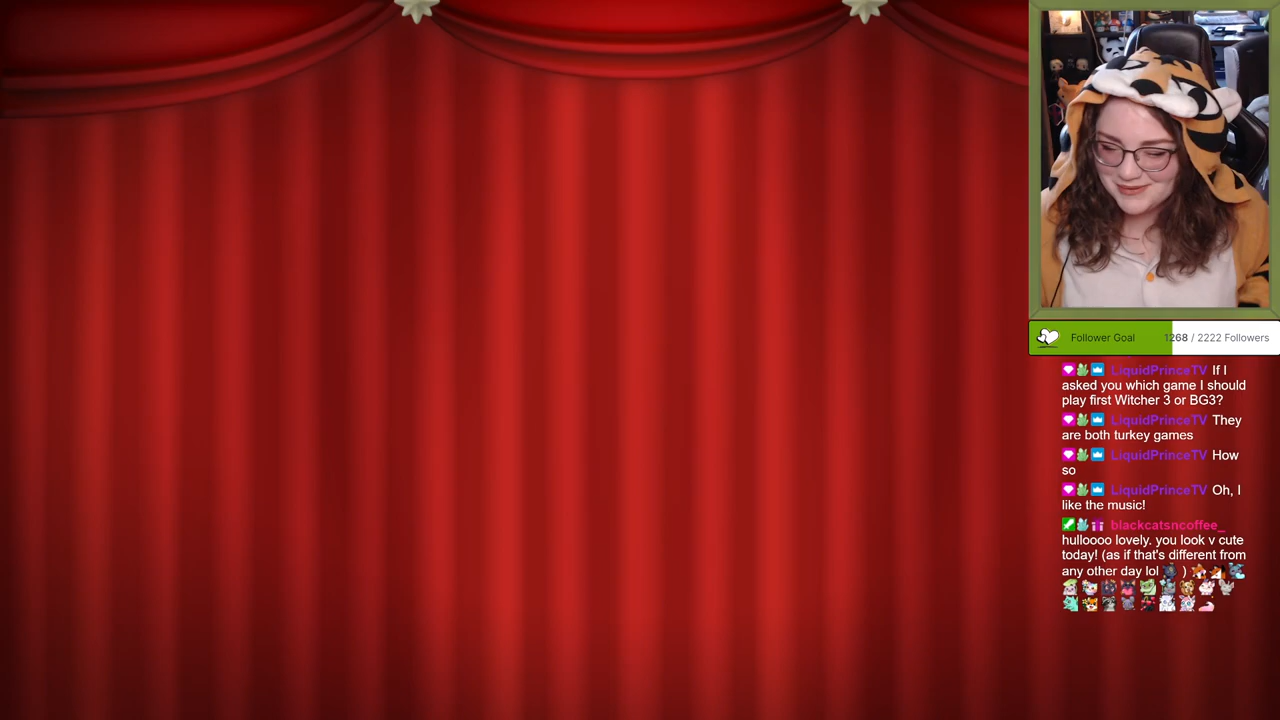 Follower Goal 1268 / 2222 Followers
LiquidPrinceTV If I
asked you which game I should
play first Witcher 3 or BG3?
LiquidPrinceTV They
are both turkey games
LiquidPrinceTV How
so
LiquidPrinceTV Oh, I
like the music!
blackcatsncoffee_
hulloooo lovely. you look v cute
today! (as if that's different from
any other day lol )